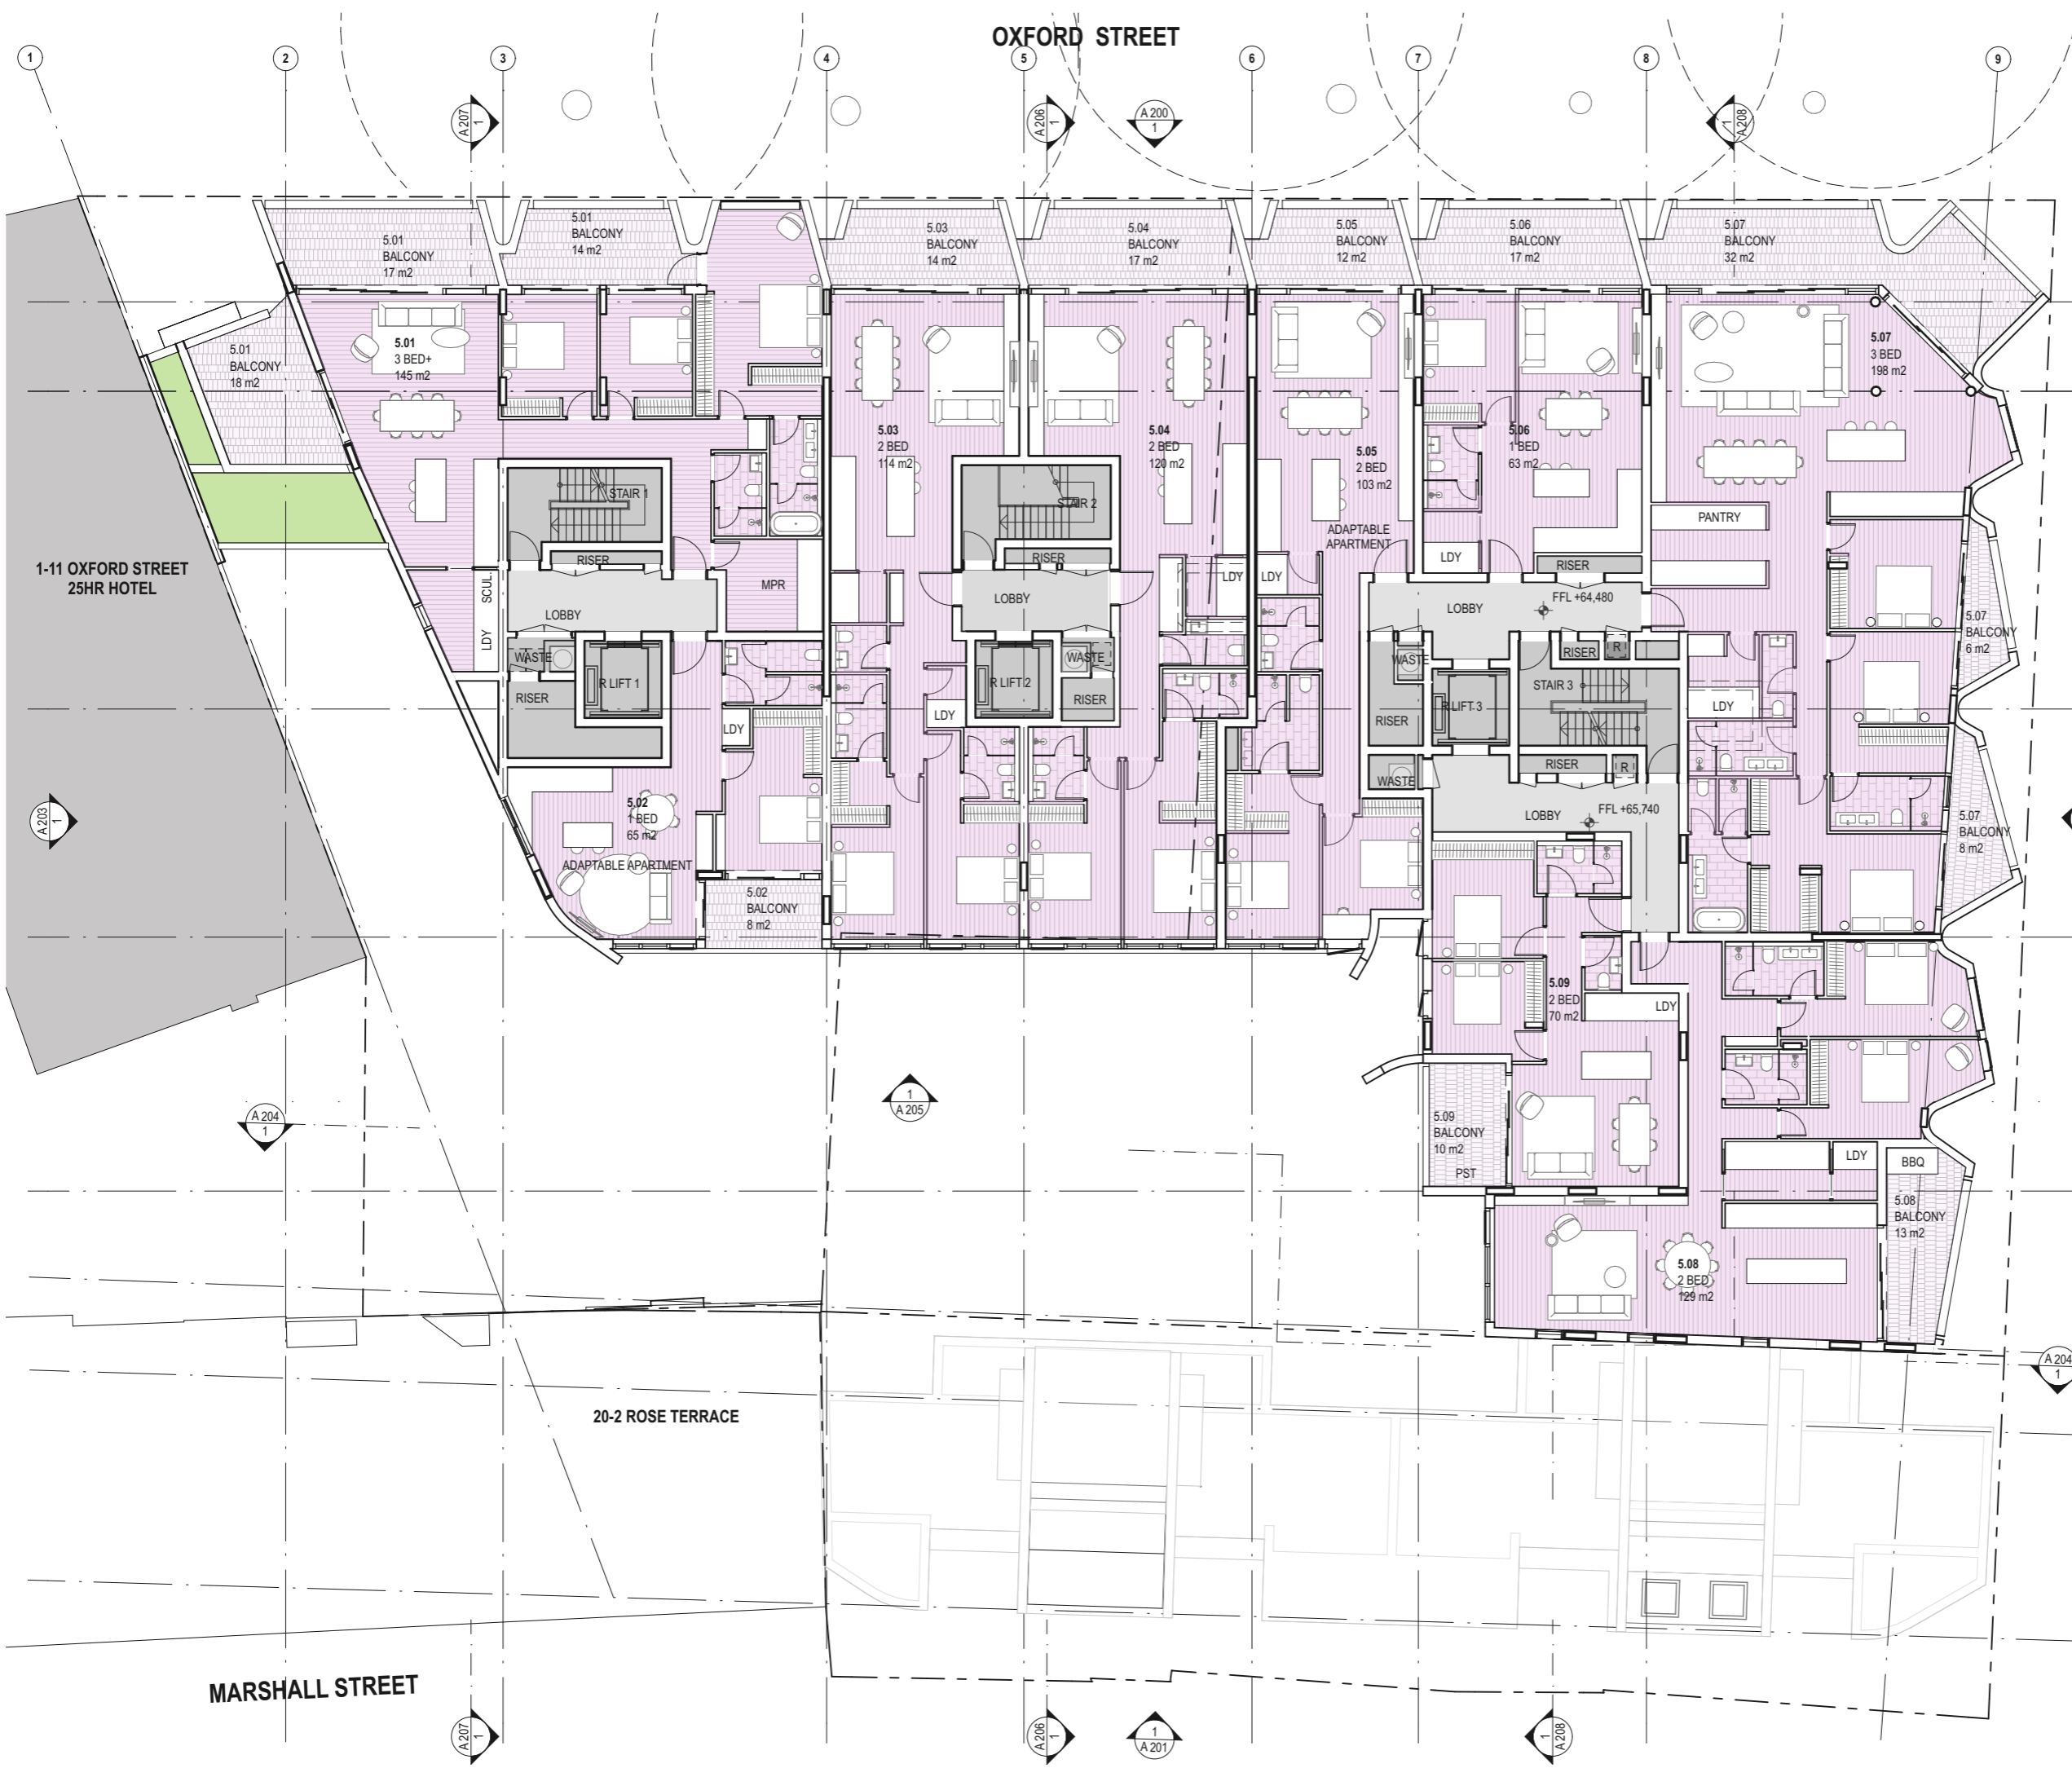 OXFORD STREET
1
2
3
4
5
6
7
8
9
A 207
1
A 206
1
A 200
1
1
A 208
5.01
BALCONY
17 m2
5.01
BALCONY
14 m2
5.03
BALCONY
14 m2
5.04
BALCONY
17 m2
5.05
BALCONY
12 m2
5.06
BALCONY
17 m2
5.07
BALCONY
32 m2
5.01
BALCONY
18 m2
5.01
3 BED+
145 m2
5.03
2 BED
114 m2
5.04
2 BED
120 m2
5.05
2 BED
103 m2
ADAPTABLE
APARTMENT
5.06
1 BED
63 m2
5.07
3 BED
198 m2
1-11 OXFORD STREET
25HR HOTEL
STAIR 1
RISER
SCUL.
LDY
LOBBY
MPR
WASTE
RISER
R LIFT 1
LDY
STAIR 2
RISER
LOBBY
LDY
WASTE
R LIFT 2
RISER
LDY
LDY
LDY
PANTRY
RISER
LOBBY
FFL +64,480
WASTE
RISER
R
STAIR 3
RISER
R LIFT 3
LDY
WASTE
RISER
R
LOBBY
FFL +65,740
5.07
BALCONY
6 m2
5.07
BALCONY
8 m2
A 203
1
5.02
1 BED
65 m2
ADAPTABLE APARTMENT
5.02
BALCONY
8 m2
5.09
2 BED
70 m2
LDY
5.09
BALCONY
10 m2
PST
LDY
BBQ
5.08
BALCONY
13 m2
5.08
2 BED
129 m2
A 204
1
1
A 205
A 204
1
20-2 ROSE TERRACE
MARSHALL STREET
A 207
1
A 206
1
1
A 201
1
A 208